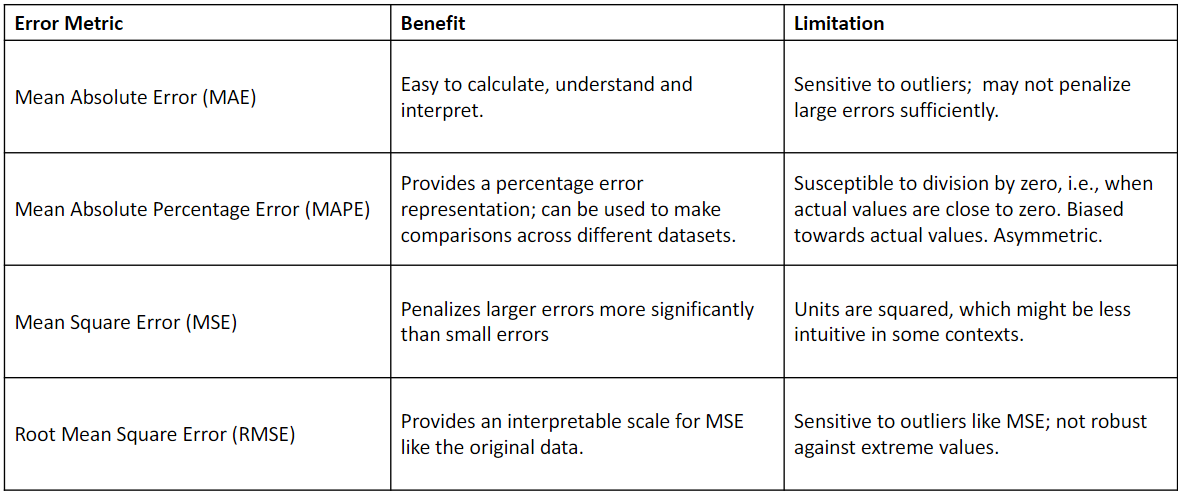 Error Metric
Benefit
Limitation
Mean Absolute Error (MAE)
Easy to calculate, understand and
interpret.
Sensitive to outliers;  may not penalize
large errors sufficiently.
Mean Absolute Percentage Error (MAPE)
Provides a percentage error
representation; can be used to make
comparisons across different datasets.
Susceptible to division by zero, i.e., when
actual values are close to zero. Biased
towards actual values. Asymmetric.
Mean Square Error (MSE)
Penalizes larger errors more significantly
than small errors
Units are squared, which might be less
intuitive in some contexts.
Root Mean Square Error (RMSE)
Provides an interpretable scale for MSE
like the original data.
Sensitive to outliers like MSE; not robust
against extreme values.